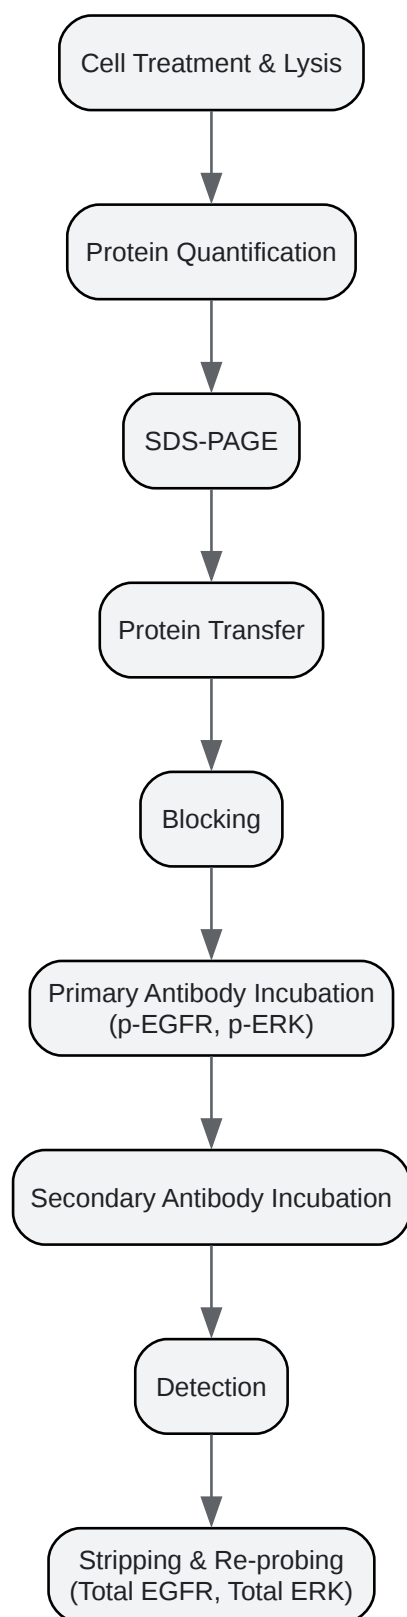 Cell Treatment & Lysis
Protein Quantification
SDS-PAGE
Protein Transfer
Blocking
Primary Antibody Incubation
(p-EGFR, p-ERK)
Secondary Antibody Incubation
Detection
Stripping & Re-probing
(Total EGFR, Total ERK)